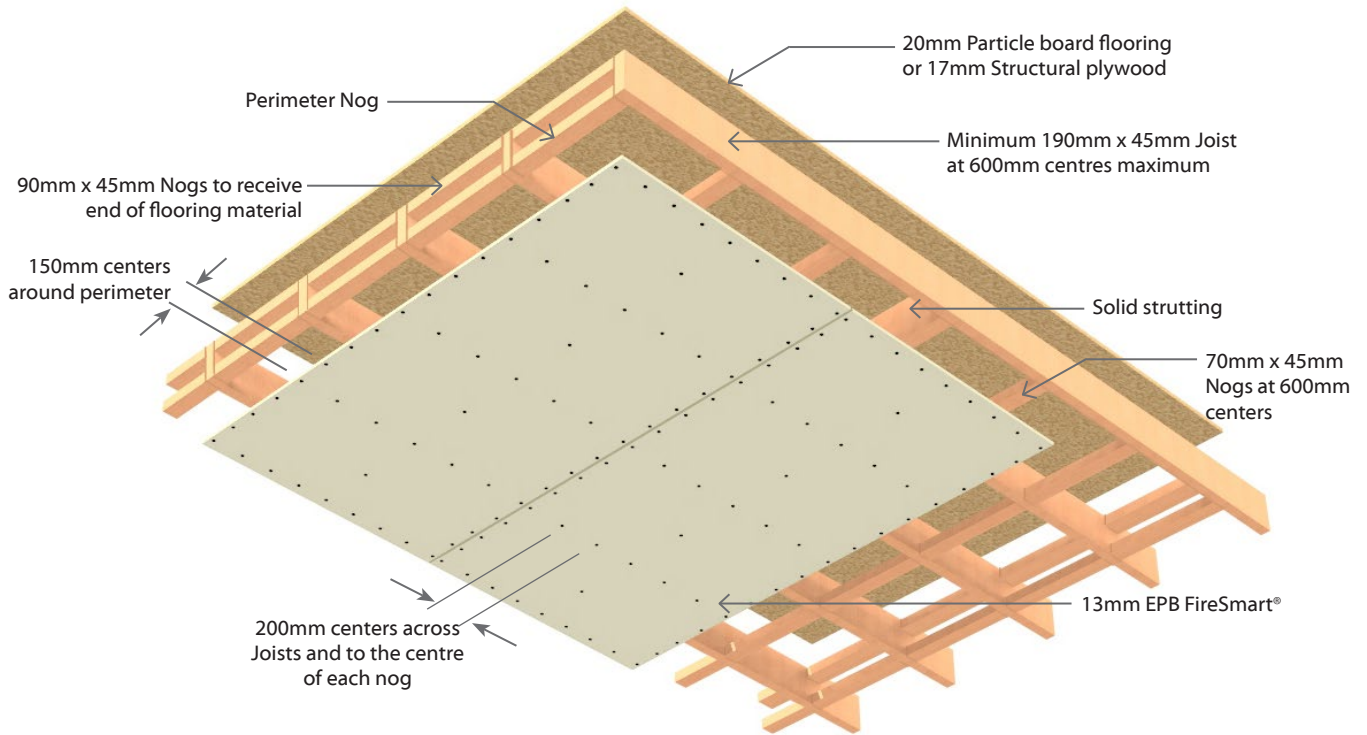 20mm Particle board flooring
or 17mm Structural plywood
Perimeter Nog
Minimum 190mm x 45mm Joist
at 600mm centres maximum
90mm x 45mm Nogs to receive
end of flooring material
150mm centers
around perimeter
Solid strutting
70mm x 45mm
Nogs at 600mm
centers
13mm EPB FireSmart®
200mm centers across
Joists and to the centre
of each nog